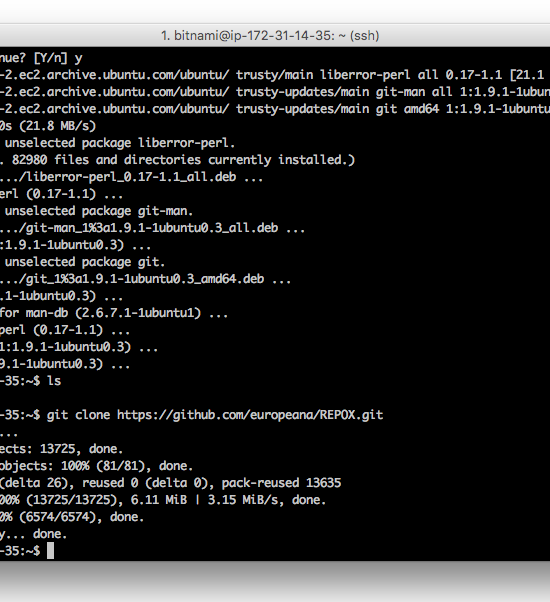 1. bitnami@ip-172-31-14-35: ~ (ssh)
nue? [Y/n] y
-2.ec2.archive.ubuntu.com/ubuntu/ trusty/main liberror-perl all 0.17-1.1 [21.1
-2.ec2.archive.ubuntu.com/ubuntu/ trusty-updates/main git-man all 1:1.9.1-1ubun
-2.ec2.archive.ubuntu.com/ubuntu/ trusty-updates/main git amd64 1:1.9.1-1ubuntu
0s (21.8 MB/s)
unselected package liberror-perl.
. 82980 files and directories currently installed.)
.../liberror-perl_0.17-1.1_all.deb ...
erl (0.17-1.1) ...
unselected package git-man.
.../git-man_1%3a1.9.1-1ubuntu0.3_all.deb ...
:1.9.1-1ubuntu0.3) ...
unselected package git.
.../git_1%3a1.9.1-1ubuntu0.3_amd64.deb ...
.1-1ubuntu0.3) ...
for man-db (2.6.7.1-1ubuntu1) ...
perl (0.17-1.1) ...
1:1.9.1-1ubuntu0.3) ...
.9.1-1ubuntu0.3) ...
-35:~$ ls
-35:~$ git clone https://github.com/europeana/REPOX.git
...
ects: 13725, done.
objects: 100% (81/81), done.
(delta 26), reused 0 (delta 0), pack-reused 13635
00% (13725/13725), 6.11 MiB | 3.15 MiB/s, done.
0% (6574/6574), done.
y... done.
-35:~$